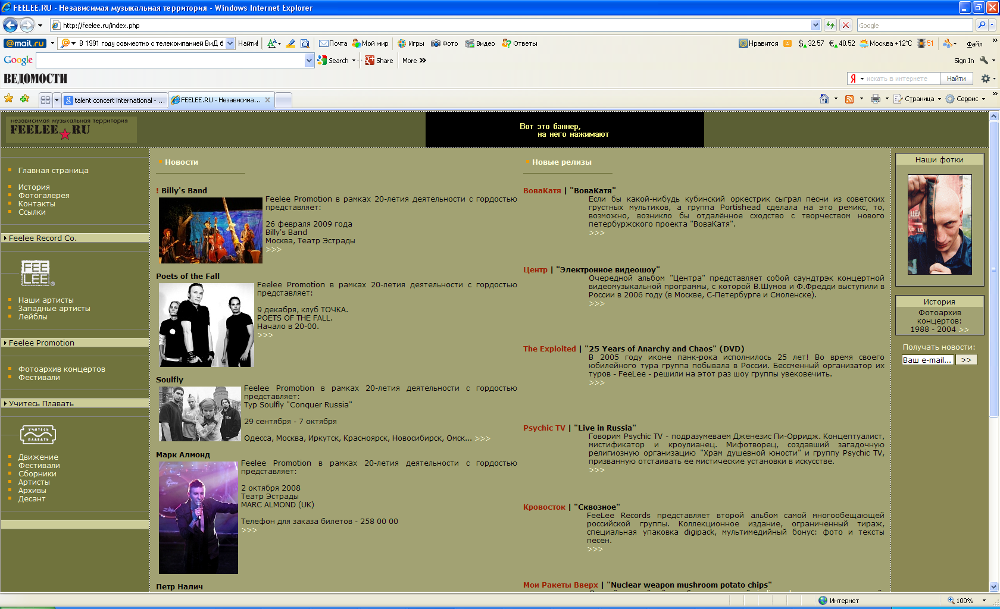 FEELEE.RU - Независимая музыкальная территория - Windows Internet Explorer
http://feelee.ru/index.php
Google
@mail.ru
В 1991 году совместно с телекомпанией ВиД б
Найти!
Почта
Мой мир
Игры
Фото
Видео
Ответы
Нравится
$ 32.57
€ 40.52
Москва +12°C
51
Файл
Google
Search
Share
More
Sign In
ВЕДОМОСТИ
Я
искать в интернете
Найти
talent concert international - ...
FEELEE.RU - Независима...
Страница
Сервис
независимая музыкальная территория
FEELEE RU
Вот это баннер,
на него нажимают
Главная страница
История
Фотогалерея
Контакты
Ссылки
Feelee Record Co.
FEE
LEE
®
Наши артисты
Западные артисты
Лейблы
Feelee Promotion
Фотоархив концертов
Фестивали
Учитесь Плавать
УЧИТЕСЬ
ПЛАВАТЬ
Движение
Фестивали
Сборники
Артисты
Архивы
Десант
Новости
! Billy's Band
Feelee Promotion в рамках 20-летия деятельности с гордостью
представляет:
26 февраля 2009 года
Billy's Band
Москва, Театр Эстрады
>>>
Poets of the Fall
Feelee Promotion в рамках 20-летия деятельности с гордостью
представляет:
9 декабря, клуб ТОЧКА.
POETS OF THE FALL.
Начало в 20-00.
>>>
Soulfly
Feelee Promotion в рамках 20-летия деятельности с гордостью
представляет:
Тур Soulfly "Conquer Russia"
29 сентября - 7 октября
Одесса, Москва, Иркутск, Красноярск, Новосибирск, Омск... >>>
Марк Алмонд
Feelee Promotion в рамках 20-летия деятельности с гордостью
представляет:
2 октября 2008
Театр Эстрады
MARC ALMOND (UK)
Телефон для заказа билетов - 258 00 00
>>>
Петр Налич
Новые релизы
ВоваКатя | "ВоваКатя"
Если бы какой-нибудь кубинский оркестрик сыграл песни из советских
грустных мультиков, а группа Portishead сделала на это ремикс, то,
возможно, возникло бы отдалённое сходство с творчеством нового
петербуржского проекта "ВоваКатя".
>>>
Центр | "Электронное видеошоу"
Очередной альбом "Центра" представляет собой саундтрэк концертной
видеомузыкальной программы, с которой В.Шумов и Ф.Фредди выступили в
России в 2006 году (в Москве, С-Петербурге и Смоленске).
>>>
The Exploited | "25 Years of Anarchy and Chaos" (DVD)
В 2005 году иконе панк-рока исполнилось 25 лет! Во время своего
юбилейного тура группа побывала в России. Бессменный организатор их
туров - FeeLee - решили на этот раз шоу группы увековечить.
>>>
Psychic TV | "Live in Russia"
Говорим Psychic TV - подразумеваем Дженезис Пи-Орридж. Концептуалист,
мистификатор и кроулианец. Мифотворец, создавший загадочную
религиозную организацию "Храм душевной юности" и группу Psychic TV,
призванную отстаивать ее мистические установки в искусстве.
>>>
Кровосток | "Сквозное"
FeeLee Records представляет второй альбом самой многообещающей
российской группы. Коллекционное издание, ограниченный тираж,
специальная упаковка digipack, мультимедийный бонус: фото и тексты
песен.
>>>
Мои Ракеты Вверх | "Nuclear weapon mushroom potato chips"
Наши фотки
История
Фотоархив
концертов:
1988 - 2004 >>
Получать новости:
Ваш e-mail...
>>
Интернет
100%